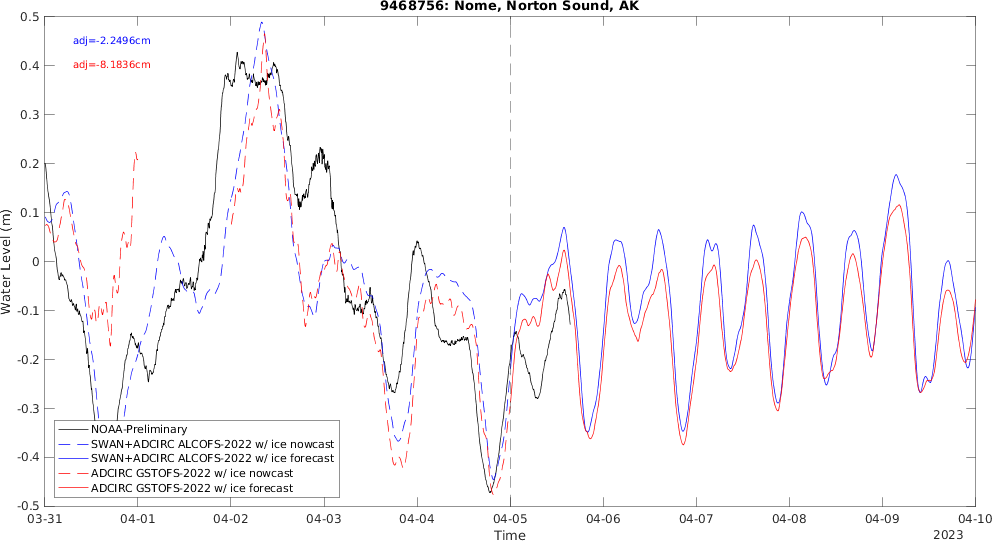 9468756: Nome, Norton Sound, AK
0.5
adj=-2.2496cm
0.4
adj=-8.1836cm
0.3
0.2
0.1
0
-0.1
-0.2
-0.3
-0.4
-0.5
Water Level (m)
NOAA-Preliminary
SWAN+ADCIRC ALCOFS-2022 w/ ice nowcast
SWAN+ADCIRC ALCOFS-2022 w/ ice forecast
ADCIRC GSTOFS-2022 w/ ice nowcast
ADCIRC GSTOFS-2022 w/ ice forecast
03-31 04-01 04-02 04-03 04-04 04-05 04-06 04-07 04-08 04-09 04-10
Time
2023